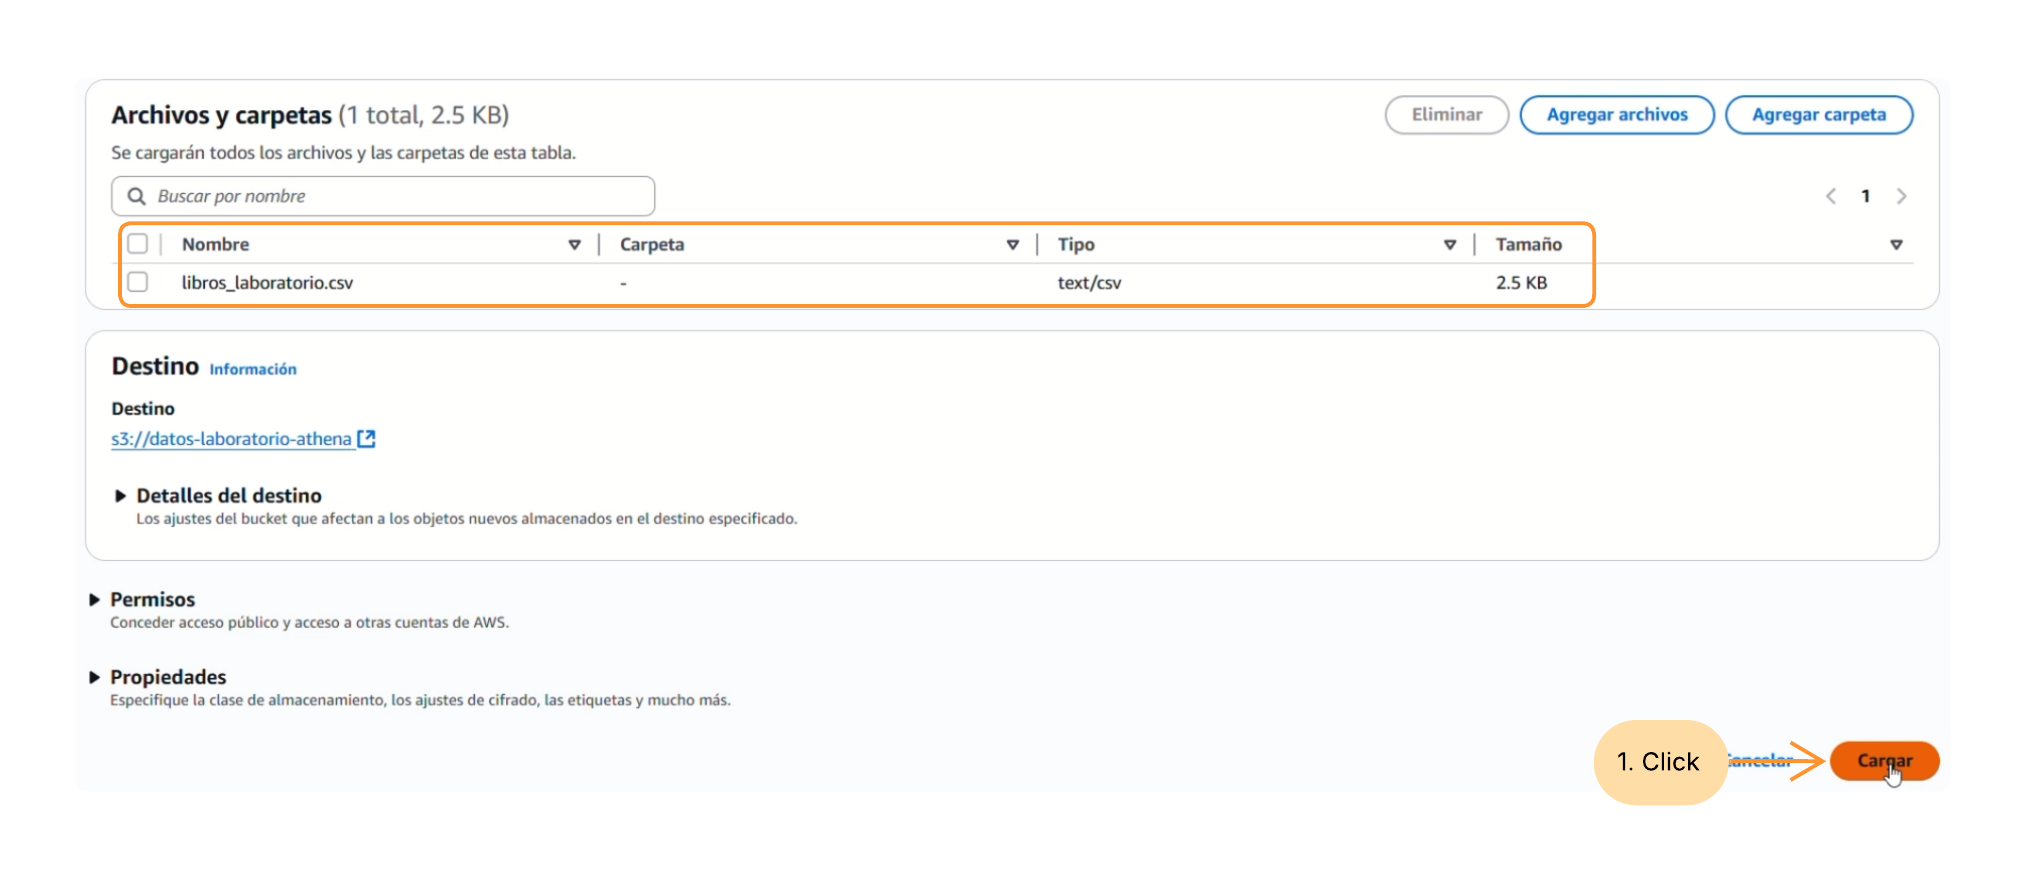 Archivos y carpetas (1 total, 2.5 KB)
Eliminar
Agregar archivos
Agregar carpeta
Se cargarán todos los archivos y las carpetas de esta tabla.
Buscar por nombre
1
Nombre Carpeta Tipo Tamaño
libros_laboratorio.csv - text/csv 2.5 KB
Destino Información
Destino
s3://datos-laboratorio-athena
Detalles del destino
Los ajustes del bucket que afectan a los objetos nuevos almacenados en el destino especificado.
Permisos
Conceder acceso público y acceso a otras cuentas de AWS.
Propiedades
Especifique la clase de almacenamiento, los ajustes de cifrado, las etiquetas y mucho más.
1. Click
Cancelar
Cargar